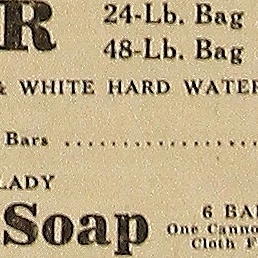 R 24-Lb. Bag
48-Lb. Bag
& WHITE HARD WATER
Bars ..................
LADY
Soap
6 BA
One Canno
Cloth F